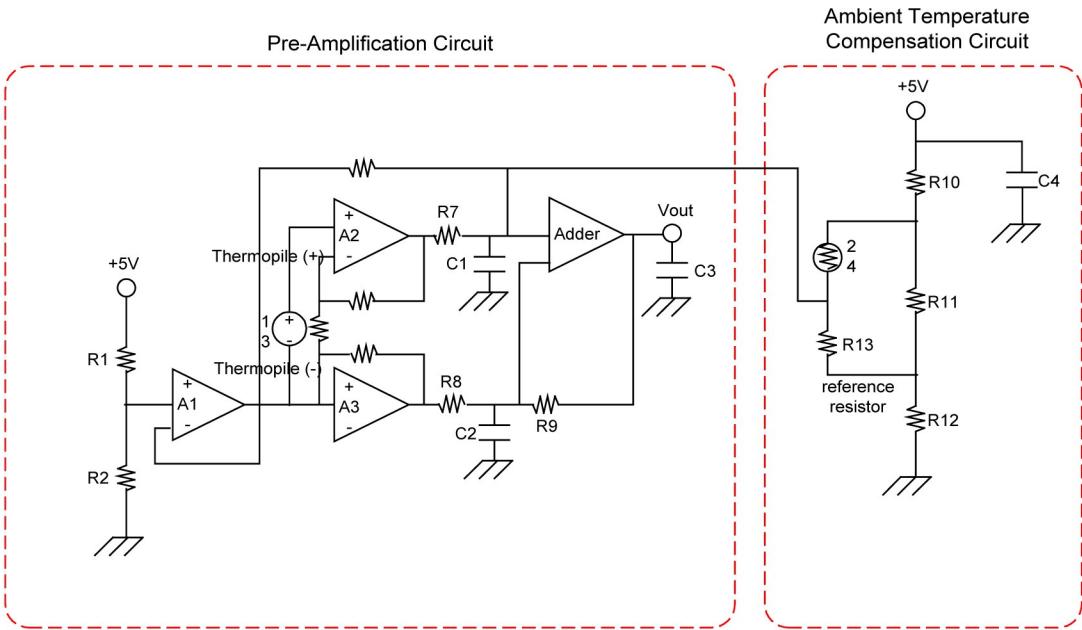 Pre-Amplification Circuit
Ambient Temperature
Compensation Circuit
+5V
C4
R10
R7
+
A2
-
Adder
Vout
2
4
Thermopile (+)
C1
C3
+5V
R11
1
3
+
-
R1
R13
Thermopile (-)
reference
resistor
R8
+
A1
-
+
A3
-
C2
R9
R12
R2